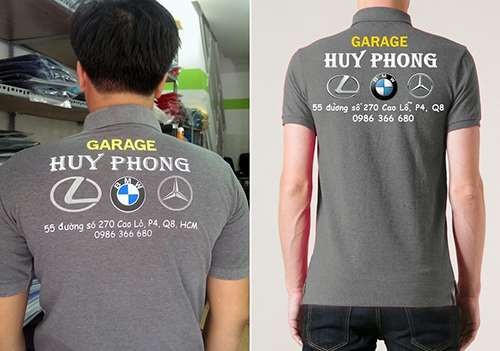 GARAGE
HUY PHONG
BMW
55 đường số 270 Cao Lỗ, P4, Q8, HCM
0986 366 680
GARAGE
HUY PHONG
BMW
55 đường số 270 Cao Lỗ, P4, Q8
0986 366 680